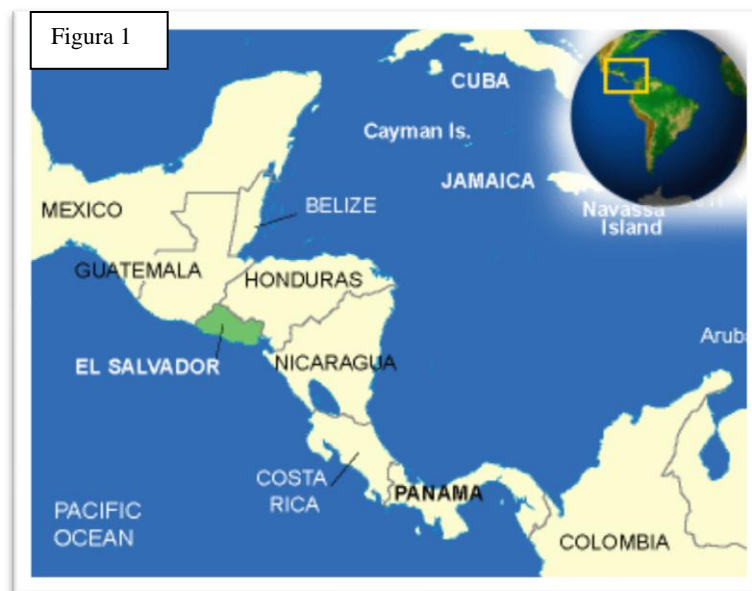 Figura 1
CUBA
Cayman Is.
JAMAICA
Navassa
Island
MEXICO
BELIZE
GUATEMALA
HONDURAS
EL SALVADOR
NICARAGUA
COSTA
RICA
PANAMA
PACIFIC
OCEAN
COLOMBIA